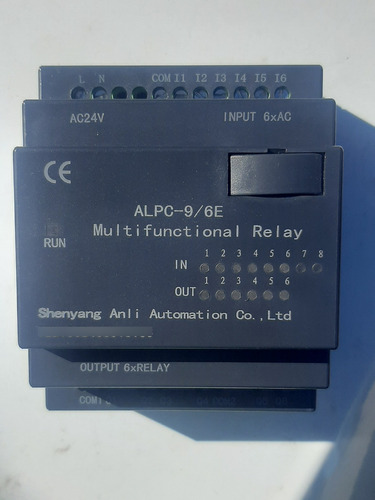 L N COM I1 I2 I3 I4 I5 I6
AC24V INPUT 6xAC
CE
ALPC-9/6E
Multifunctional Relay
RUN
1 2 3 4 5 6 7 8
IN
1 2 3 4 5 6
OUT
Shenyang Anli Automation Co.,Ltd
OUTPUT 6xRELAY
COM1